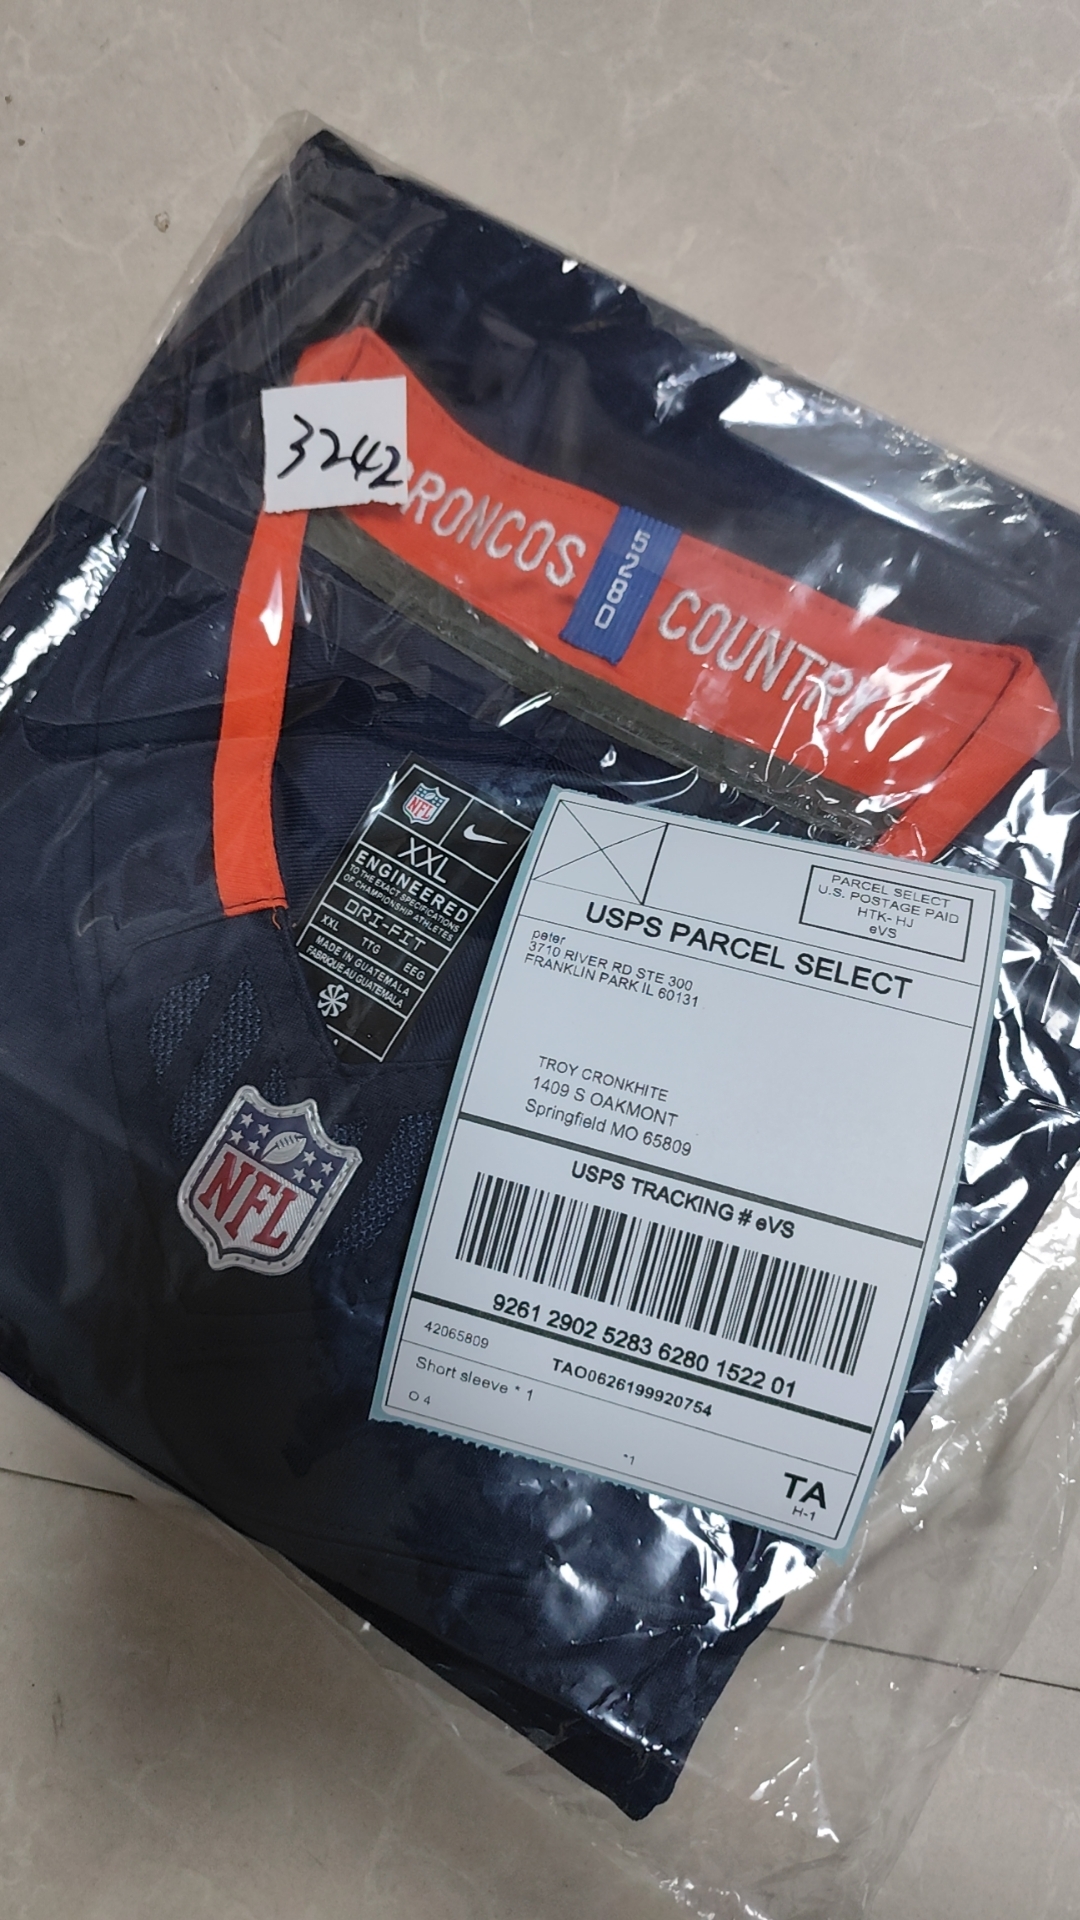 3242
BRONCOS
5280
COUNTRY
NFL
XXL
ENGINEERED
TO THE EXACT SPECIFICATIONS
OF CHAMPIONSHIP ATHLETES
DRI-FIT
XXL TTG EEG
MADE IN GUATEMALA
FABRIQUE AU GUATEMALA
NFL
PARCEL SELECT
U.S. POSTAGE PAID
HTK- HJ
eVS
USPS PARCEL SELECT
peter
3710 RIVER RD STE 300
FRANKLIN PARK IL 60131
TROY CRONKHITE
1409 S OAKMONT
Springfield MO 65809
USPS TRACKING # eVS
9261 2902 5283 6280 1522 01
42065809
TAO0626199920754
Short sleeve * 1
O 4
*1
TA
H-1